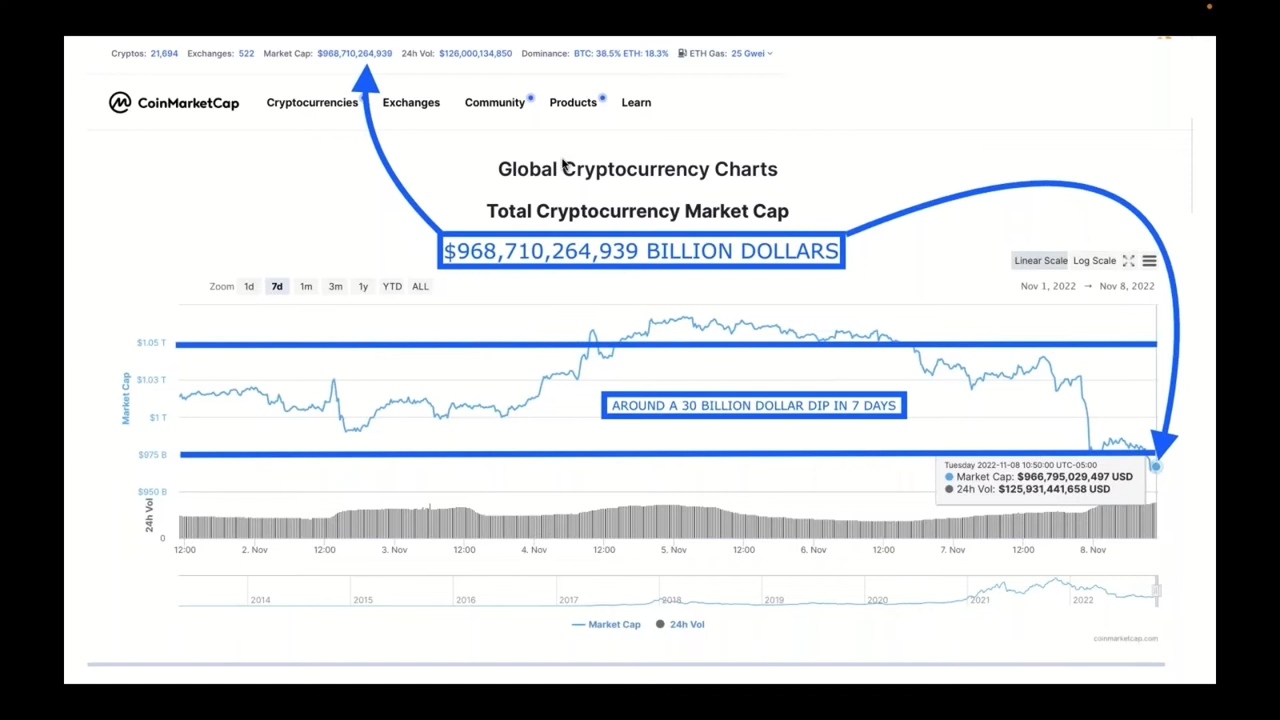 Cryptos: 21,694 Exchanges: 522 Market Cap: $968,710,264,939 24h Vol: $126,000,134,850 Dominance: BTC: 38.5% ETH: 18.3% ETH Gas: 25 Gwei
CoinMarketCap Cryptocurrencies Exchanges Community Products Learn
Global Cryptocurrency Charts
Total Cryptocurrency Market Cap
$968,710,264,939 BILLION DOLLARS
Linear Scale Log Scale
Zoom 1d 7d 1m 3m 1y YTD ALL Nov 1, 2022 → Nov 8, 2022
$1.05 T
$1.03 T
Market Cap
AROUND A 30 BILLION DOLLAR DIP IN 7 DAYS
$1 T
$975 B
Tuesday 2022-11-08 10:50:00 UTC-05:00
Market Cap: $966,795,029,497 USD
24h Vol: $125,931,441,658 USD
$950 B
24h Vol
0
12:00 2. Nov 12:00 3. Nov 12:00 4. Nov 12:00 5. Nov 12:00 6. Nov 12:00 7. Nov 12:00 8. Nov
2014 2015 2016 2017 2018 2019 2020 2021 2022
Market Cap 24h Vol
coinmarketcap.com